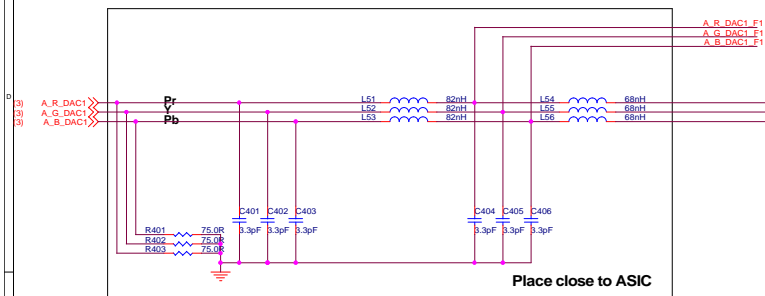 A_R_DAC1_F1
A_G_DAC1_F1
A_B_DAC1_F1
D
(3) A_R_DAC1 Pr L51 82nH L54 68nH
(3) A_G_DAC1 Y L52 82nH L55 68nH
(3) A_B_DAC1 Pb L53 82nH L56 68nH
C401 C402 C403 C404 C405 C406
3.3pF 3.3pF 3.3pF 3.3pF 3.3pF 3.3pF
R401 75.0R
R402 75.0R
R403 75.0R
Place close to ASIC